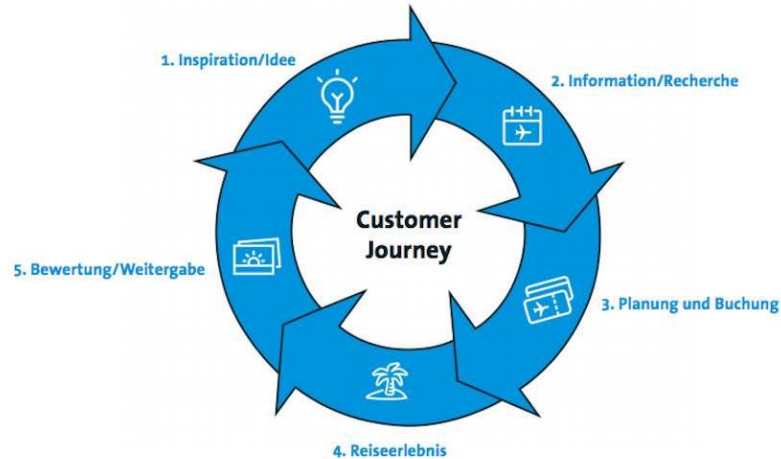 1. Inspiration/Idee
2. Information/Recherche
Customer
Journey
5. Bewertung/Weitergabe
3. Planung und Buchung
4. Reiseerlebnis